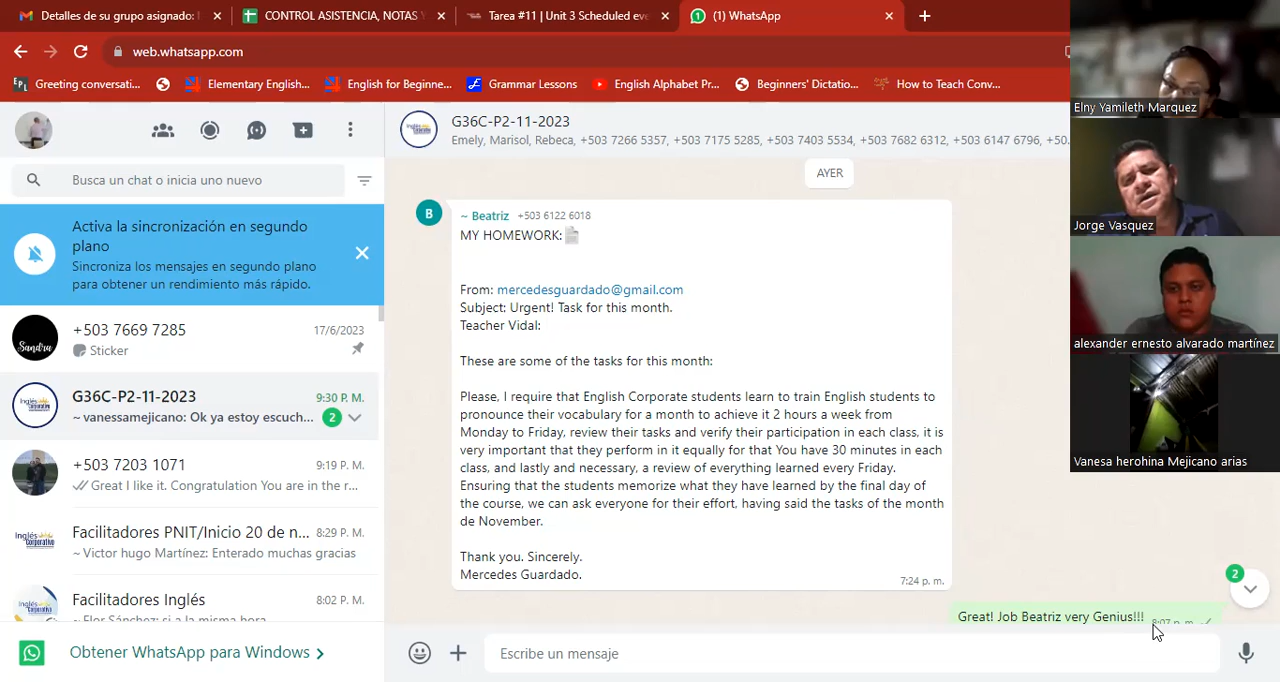 Detalles de su grupo asignado:
CONTROL ASISTENCIA, NOTAS Y
Tarea #11 | Unit 3 Scheduled eve
(1) WhatsApp
web.whatsapp.com
Greeting conversati...
Elementary English...
English for Beginne...
Grammar Lessons
English Alphabet Pr...
Beginners' Dictatio...
How to Teach Conv...
G36C-P2-11-2023
Emely, Marisol, Rebeca, +503 7266 5357, +503 7175 5285, +503 7403 5534, +503 7682 6312, +503 6147 6796, +50...
Busca un chat o inicia uno nuevo
Activa la sincronización en segundo
plano
Sincroniza los mensajes en segundo plano
para obtener un rendimiento más rápido.
+503 7669 7285
17/6/2023
Sandra
Sticker
G36C-P2-11-2023
9:30 P. M.
~ vanessamejicano: Ok ya estoy escuch...
2
+503 7203 1071
9:19 P. M.
Great I like it. Congratulation You are in the r...
Facilitadores PNIT/Inicio 20 de n...
8:29 P. M.
~ Victor hugo Martínez: Enterado muchas gracias
Facilitadores Inglés
8:02 P. M.
~ Flor Sánchez: si a la misma hora
Obtener WhatsApp para Windows
AYER
B
~ Beatriz +503 6122 6018
MY HOMEWORK:
From: mercedesguardado@gmail.com
Subject: Urgent! Task for this month.
Teacher Vidal:
These are some of the tasks for this month:
Please, I require that English Corporate students learn to train English students to
pronounce their vocabulary for a month to achieve it 2 hours a week from
Monday to Friday, review their tasks and verify their participation in each class, it is
very important that they perform in it equally for that You have 30 minutes in each
class, and lastly and necessary, a review of everything learned every Friday.
Ensuring that the students memorize what they have learned by the final day of
the course, we can ask everyone for their effort, having said the tasks of the month
de November.
Thank you. Sincerely.
Mercedes Guardado.
7:24 p. m.
2
Great! Job Beatriz very Genius!!!
8:07 p. m.
Escribe un mensaje
Elny Yamileth Marquez
Jorge Vasquez
alexander ernesto alvarado martínez
Vanesa herohina Mejicano arias